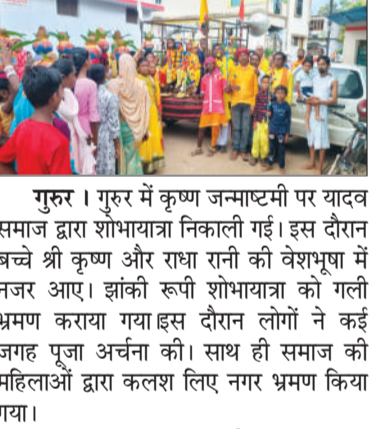 गुरुर । गुरुर में कृष्ण जन्माष्टमी पर यादव
समाज द्वारा शोभायात्रा निकाली गई। इस दौरान
बच्चे श्री कृष्ण और राधा रानी की वेशभूषा में
नजर आए। झांकी रूपी शोभायात्रा को गली
भ्रमण कराया गया।इस दौरान लोगों ने कई
जगह पूजा अर्चना की। साथ ही समाज की
महिलाओं द्वारा कलश लिए नगर भ्रमण किया
गया।